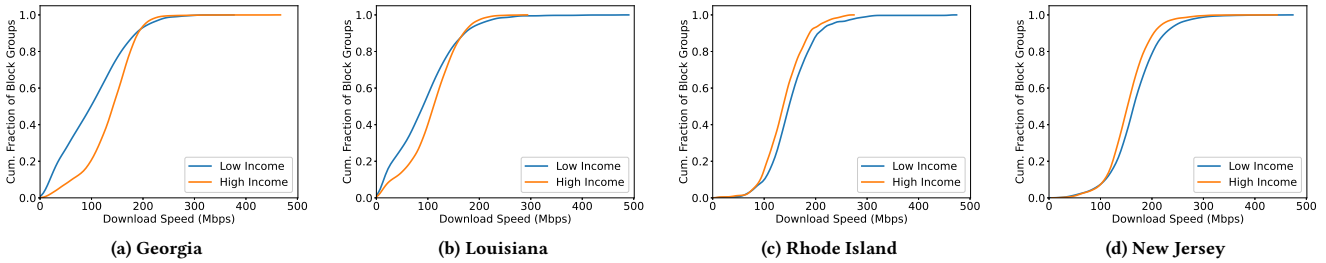 Cum. Fraction of Block Groups
1.0
0.8
0.6
0.4
0.2
0.0
0 100 200 300 400 500
Download Speed (Mbps)
Low Income
High Income
(a) Georgia
Cum. Fraction of Block Groups
1.0
0.8
0.6
0.4
0.2
0.0
0 100 200 300 400 500
Download Speed (Mbps)
Low Income
High Income
(b) Louisiana
Cum. Fraction of Block Groups
1.0
0.8
0.6
0.4
0.2
0.0
0 100 200 300 400 500
Download Speed (Mbps)
Low Income
High Income
(c) Rhode Island
Cum. Fraction of Block Groups
1.0
0.8
0.6
0.4
0.2
0.0
0 100 200 300 400 500
Download Speed (Mbps)
Low Income
High Income
(d) New Jersey